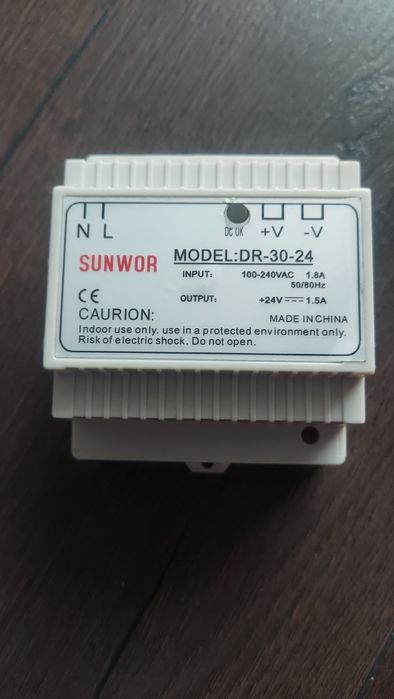 N L DC OK +V -V
SUNWOR MODEL:DR-30-24
INPUT: 100-240VAC 1.8A
50/80Hz
OUTPUT: +24V 1.5A
CE
CAURION: MADE IN CHINA
Indoor use only. use in a protected environment only.
Risk of electric shock. Do not open.